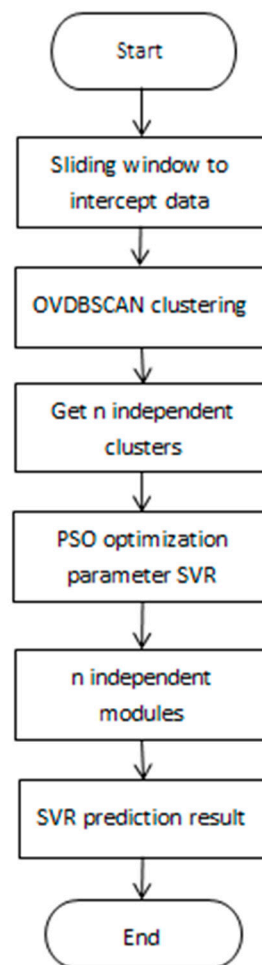 Start
Sliding window to
intercept data
OVDBSCAN clustering
Get n independent
clusters
PSO optimization
parameter SVR
n independent
modules
SVR prediction result
End